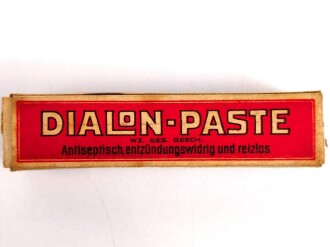 DIALON-PASTE
WZ. GES. GESCH.
Antiseptisch, entzündungswidrig und reizlos